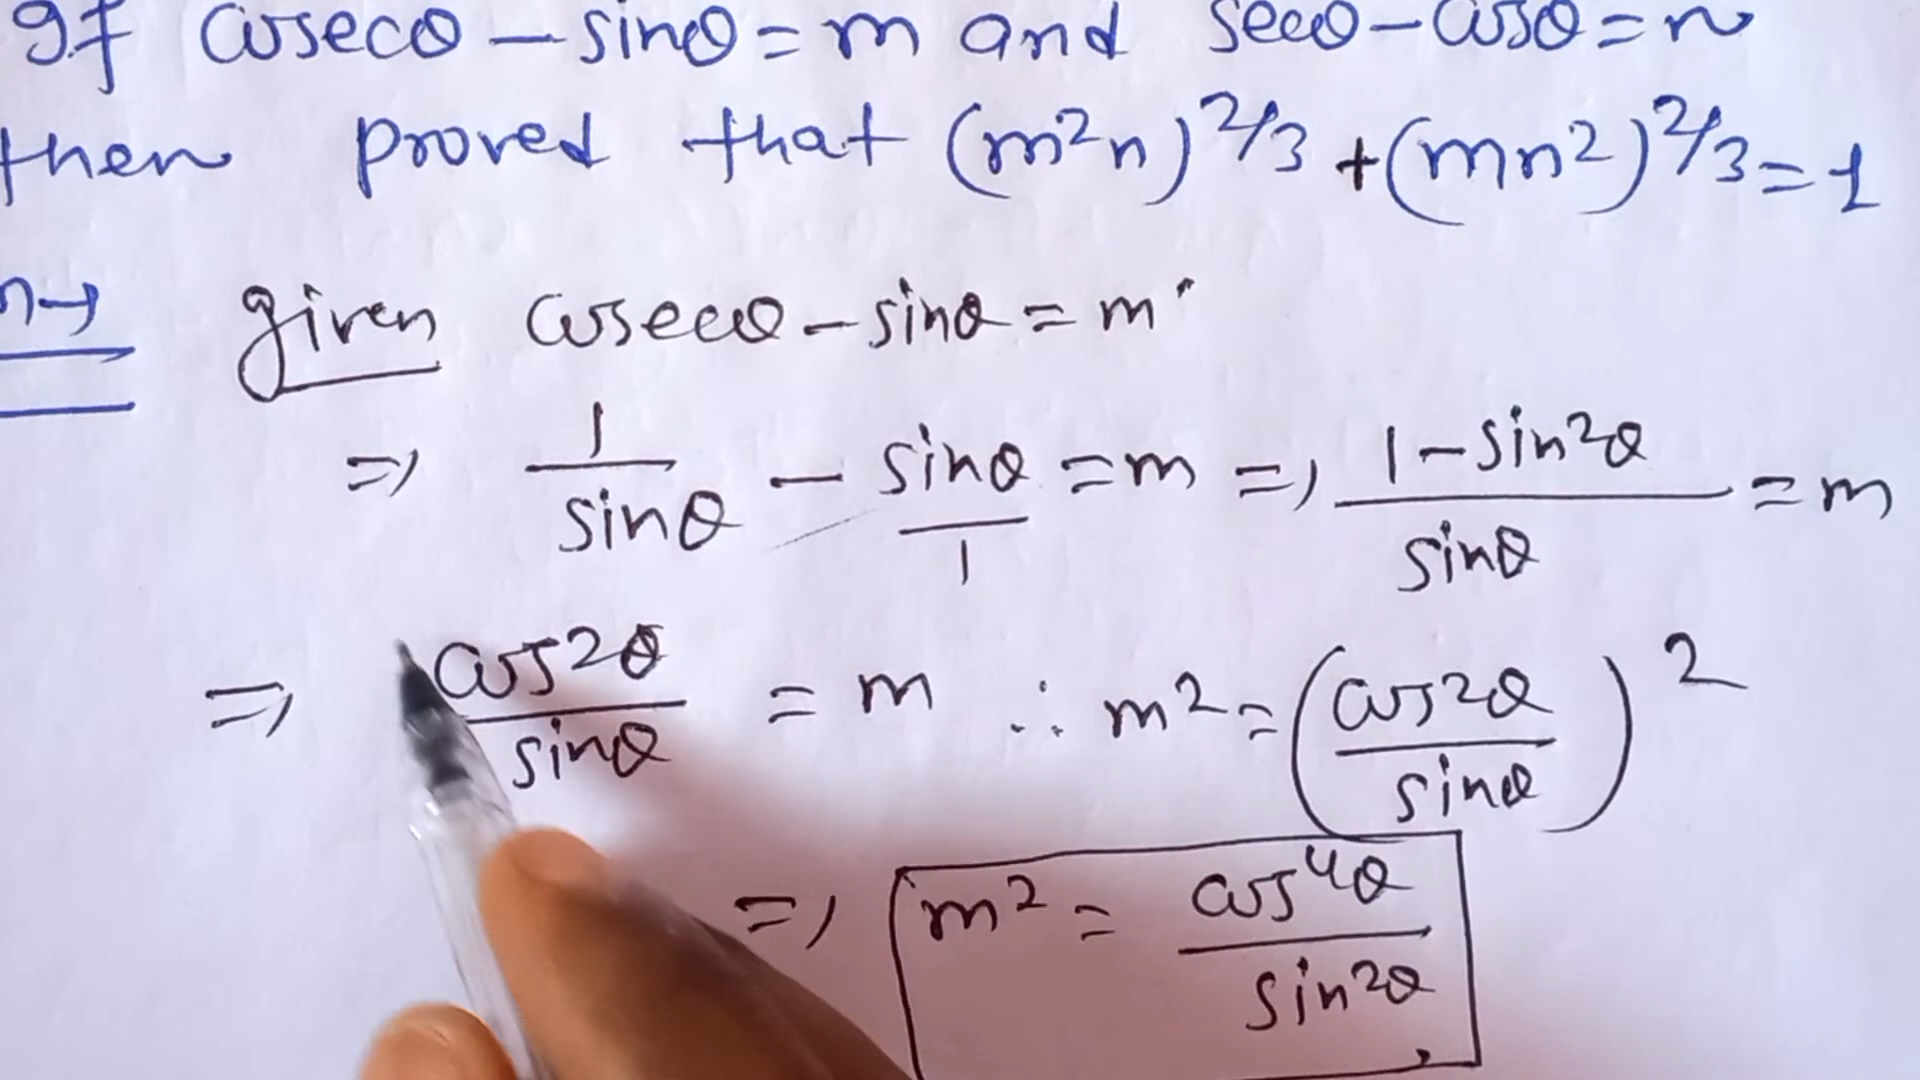 If cosecθ - sinθ = m and secθ - cosθ = n
then proved that (m²n)^2/3 + (mn²)^2/3 = 1
n→ given cosecθ - sinθ = m
⇒ 1/sinθ - sinθ/1 = m ⇒ 1 - sin²θ/sinθ = m
⇒ cos²θ/sinθ = m ∴ m² = (cos²θ/sinθ)²
⇒ m² = cos⁴θ/sin²θ